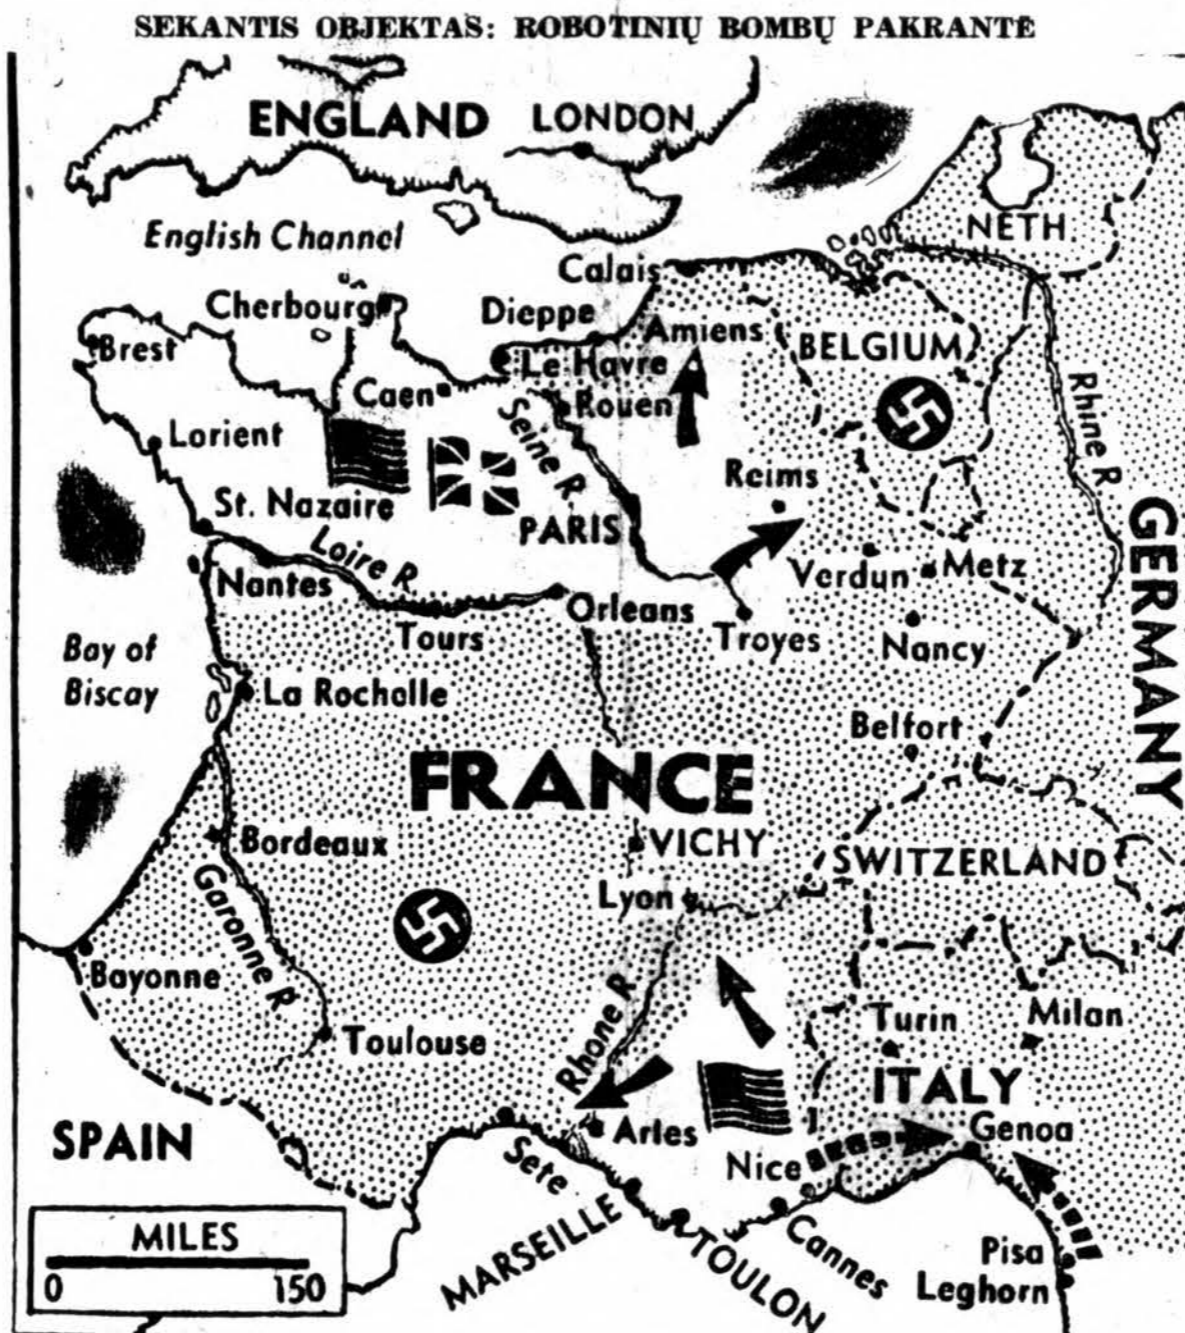 SEKANTIS OBJEKTAS: ROBOTINIŲ BOMBŲ PAKRANTĖ
ENGLAND
LONDON
English Channel
NETH.
Calais
Cherbourg
Dieppe
Amiens
Brest
BELGIUM
Le Havre
Caen
Rouen
Rhine R
Lorient
Seine R
Reims
St. Nazaire
PARIS
GERMANY
Loire R
Verdun
Metz
Nantes
Orleans
Tours
Troyes
Nancy
Bay of
Biscay
La Rochelle
Belfort
FRANCE
Bordeaux
VICHY
SWITZERLAND
Lyon
Garonne R
Bayonne
Rhone R
Turin
Milan
Toulouse
ITALY
SPAIN
Arles
Genoa
Sete
Nice
MARSEILLE
TOULON
Cannes
Pisa
Leghorn
MILES
0 150